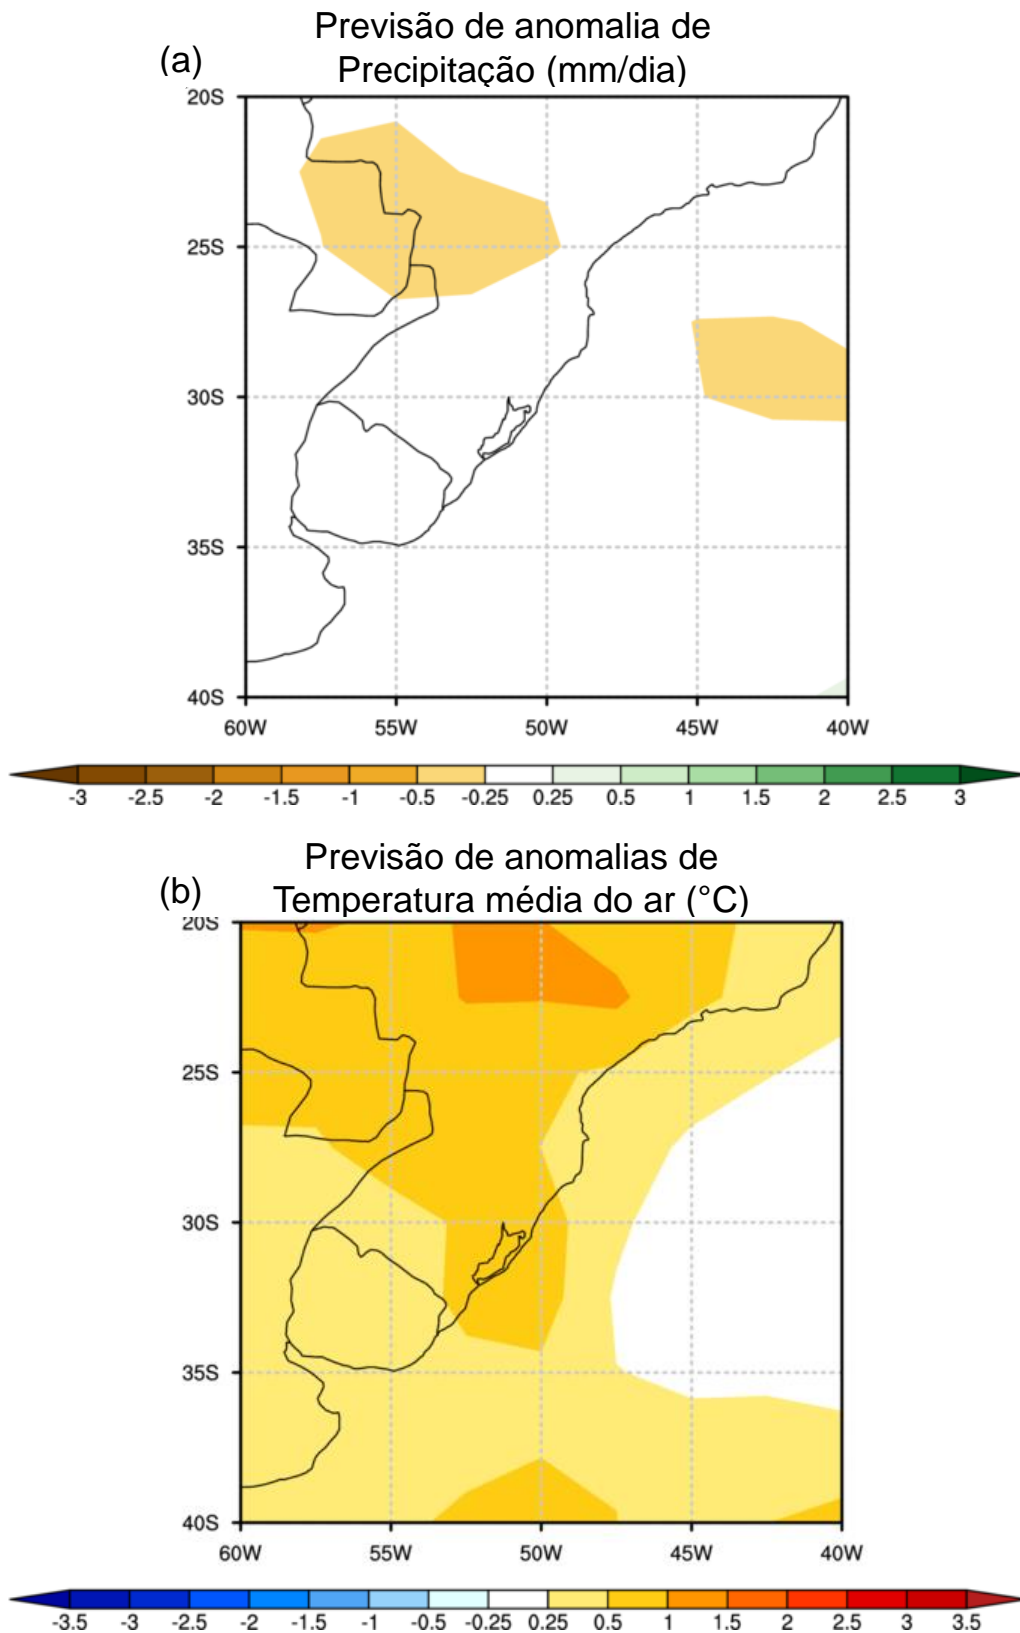 Previsão de anomalia de
(a)
Precipitação (mm/dia)
20S
25S
30S
35S
40S
60W 55W 50W 45W 40W
-3 -2.5 -2 -1.5 -1 -0.5 -0.25 0.25 0.5 1 1.5 2 2.5 3
Previsão de anomalias de
(b)
Temperatura média do ar (°C)
20S
25S
30S
35S
40S
60W 55W 50W 45W 40W
-3.5 -3 -2.5 -2 -1.5 -1 -0.5 -0.25 0.25 0.5 1 1.5 2 2.5 3 3.5